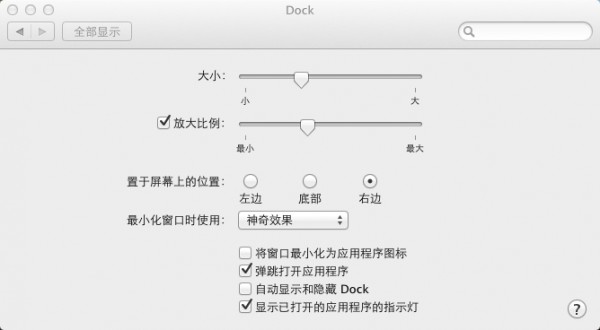 Dock
全部显示
大小：
小 大
放大比例：
最小 最大
置于屏幕上的位置：
左边 底部 右边
最小化窗口时使用： 神奇效果
将窗口最小化为应用程序图标
弹跳打开应用程序
自动显示和隐藏 Dock
显示已打开的应用程序的指示灯
?